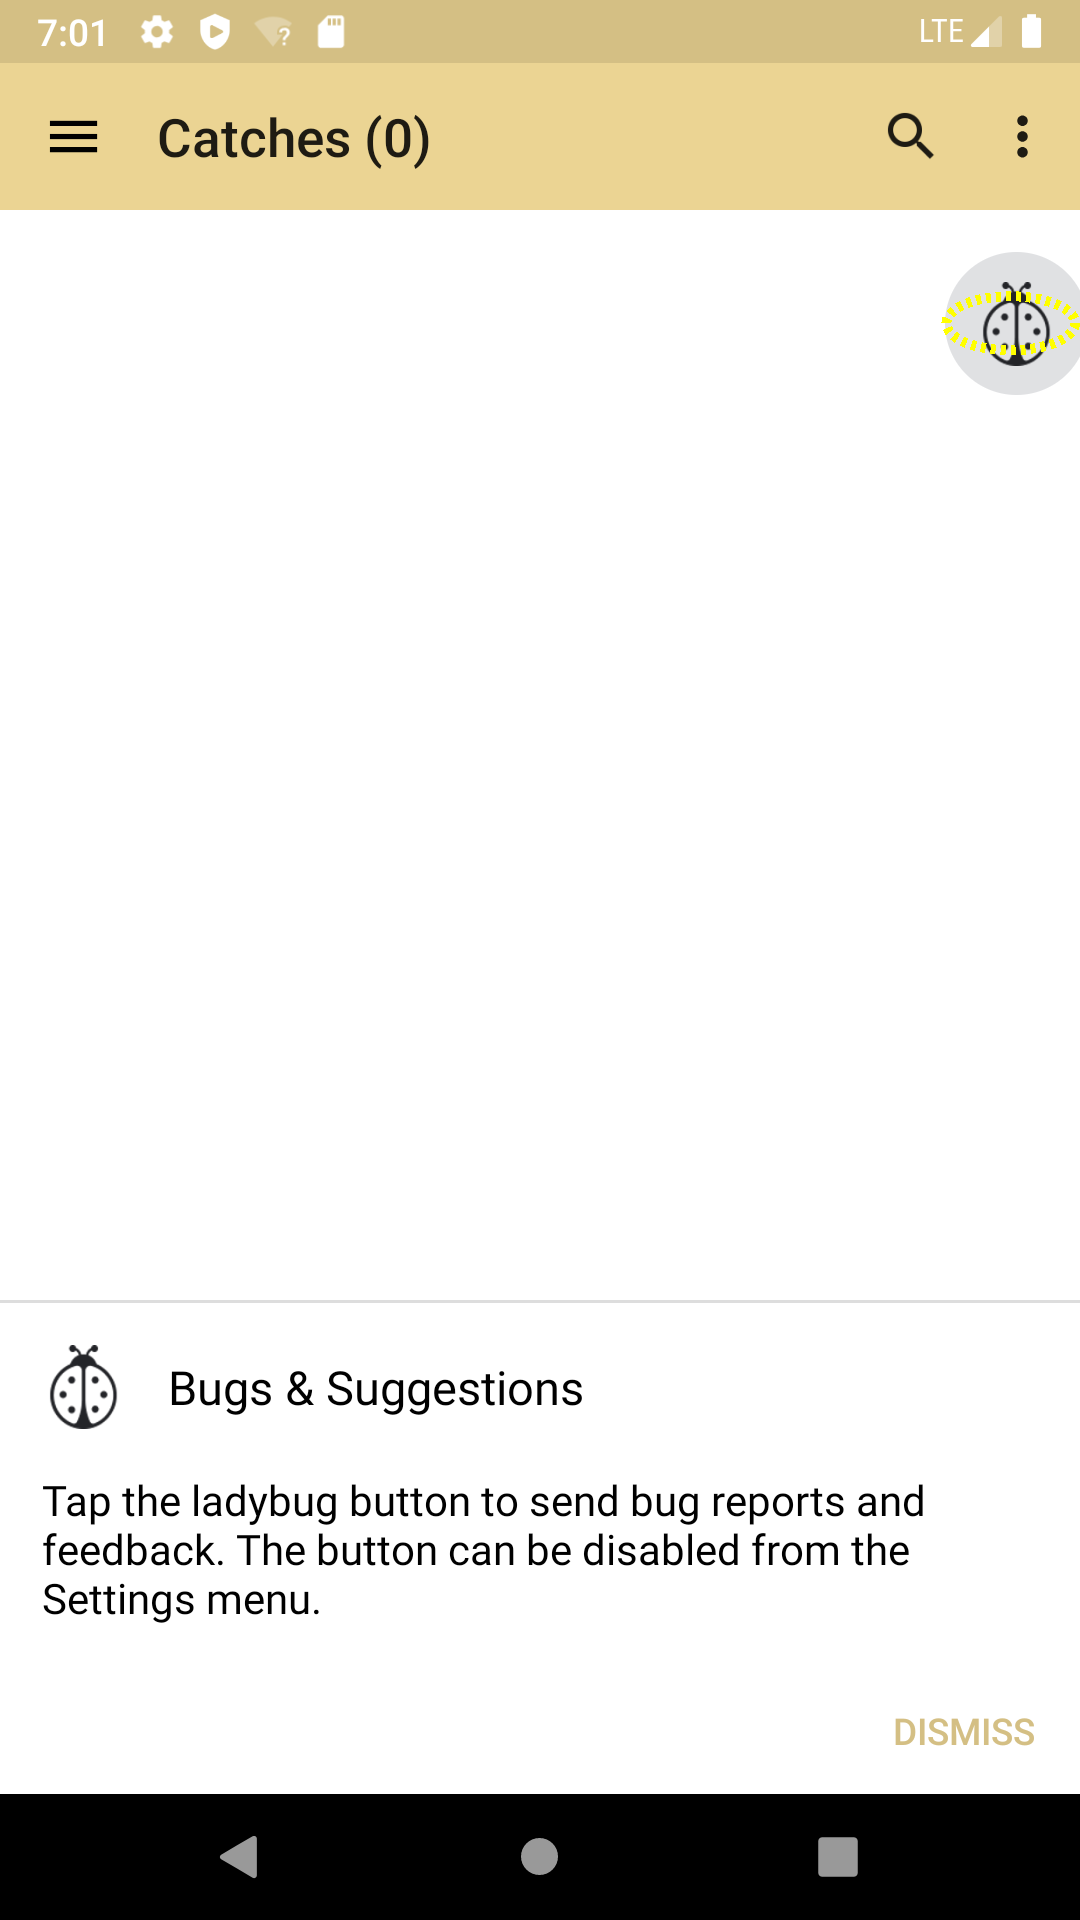 7:01
LTE
Catches (0)
Bugs & Suggestions
Tap the ladybug button to send bug reports and
feedback. The button can be disabled from the
Settings menu.
DISMISS